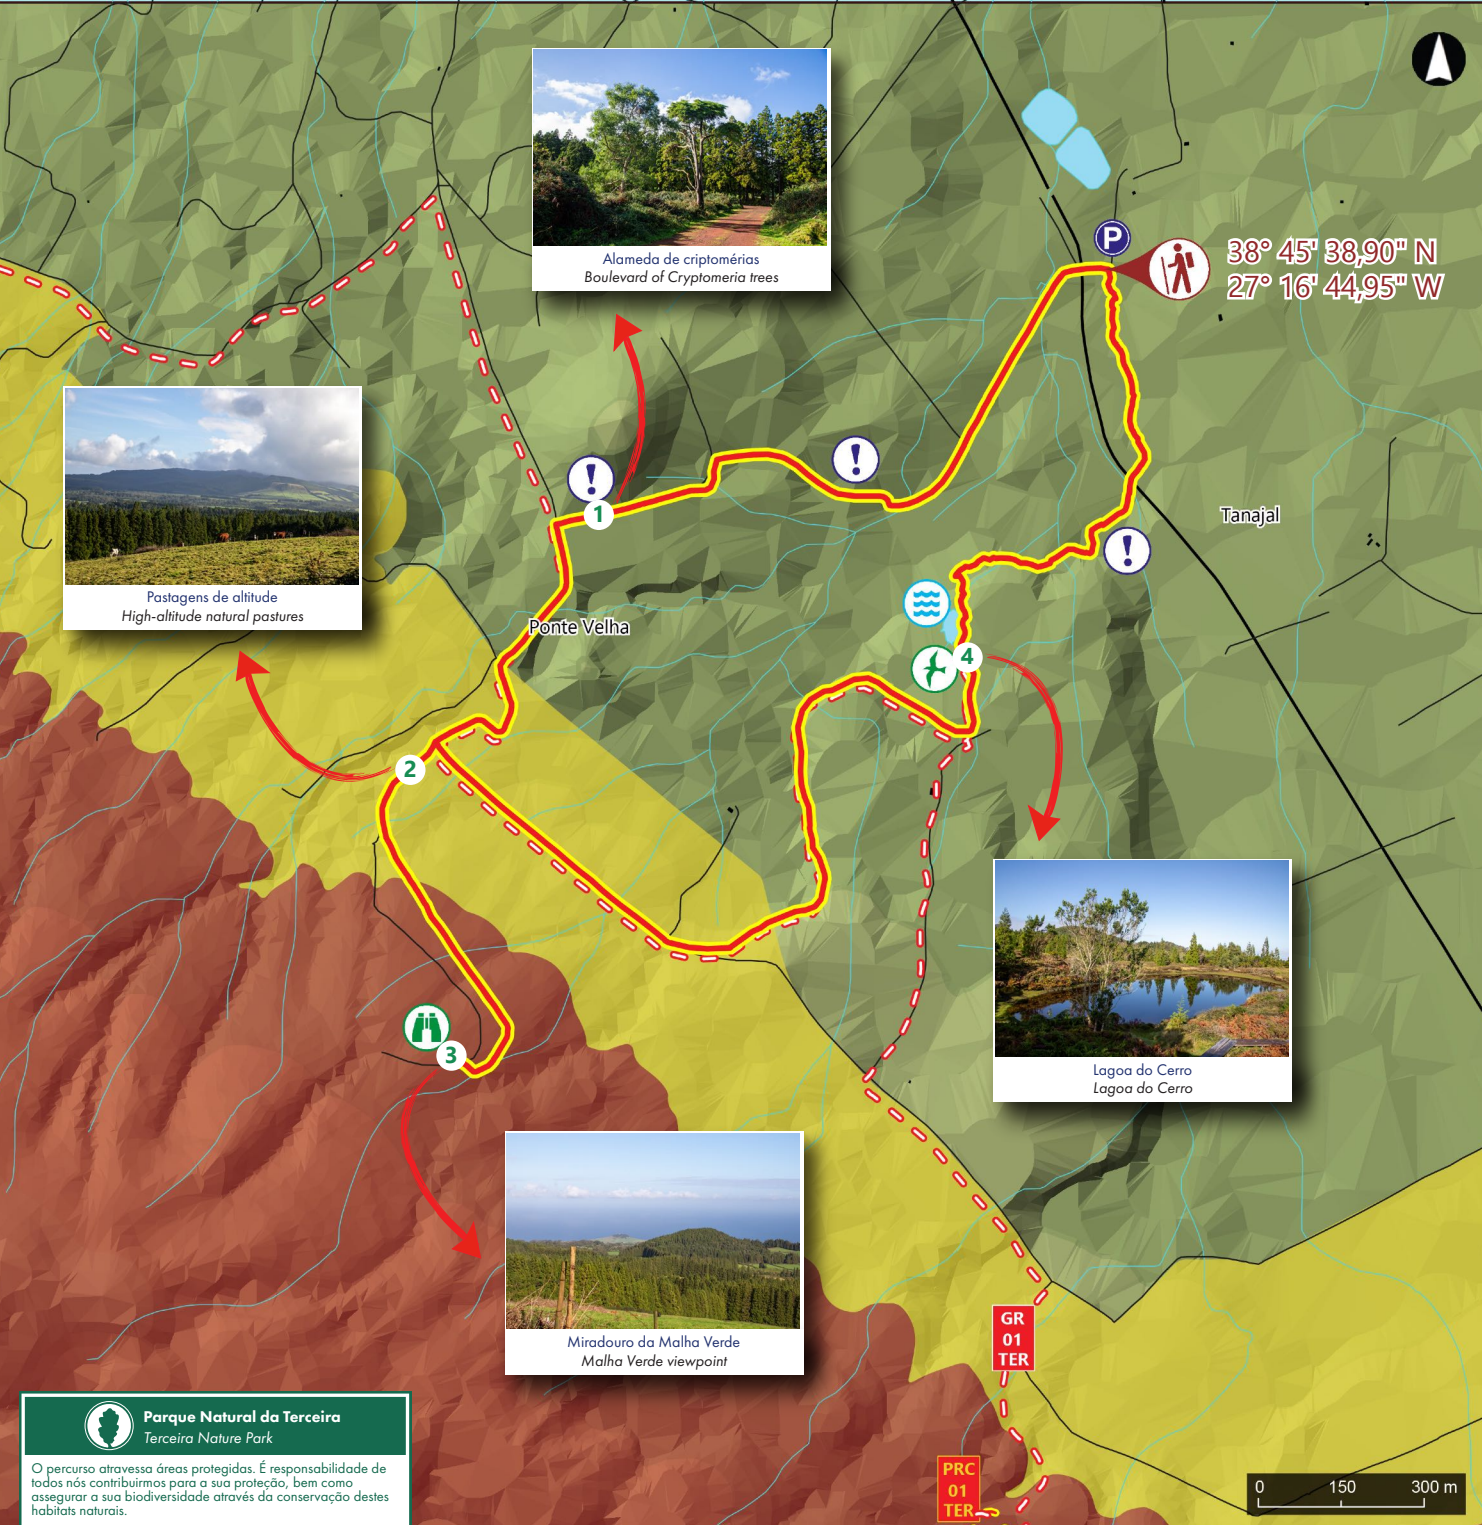 Alameda de criptomérias
Boulevard of Cryptomeria trees
P
38° 45' 38,90" N
27° 16' 44,95" W
Pastagens de altitude
High-altitude natural pastures
!
1
!
Tanajal
!
Ponte Velha
4
2
3
Lagoa do Cerro
Lagoa do Cerro
Miradouro da Malha Verde
Malha Verde viewpoint
GR
01
TER
PRC
01
TER
Parque Natural da Terceira
Terceira Nature Park
O percurso atravessa áreas protegidas. É responsabilidade de
todos nós contribuirmos para a sua proteção, bem como
assegurar a sua biodiversidade através da conservação destes
habitats naturais.
0 150 300 m